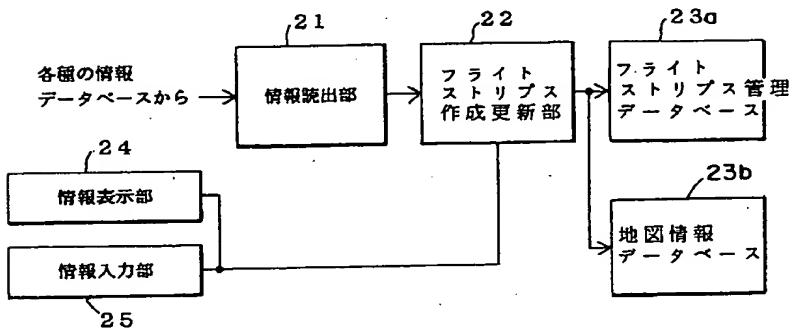 21
22
23a
各種の情報
データベースから
情報読出部
フライト
ストリップス
作成更新部
フライト
ストリップス管理
データベース
24
情報表示部
23b
地図情報
データベース
情報入力部
25